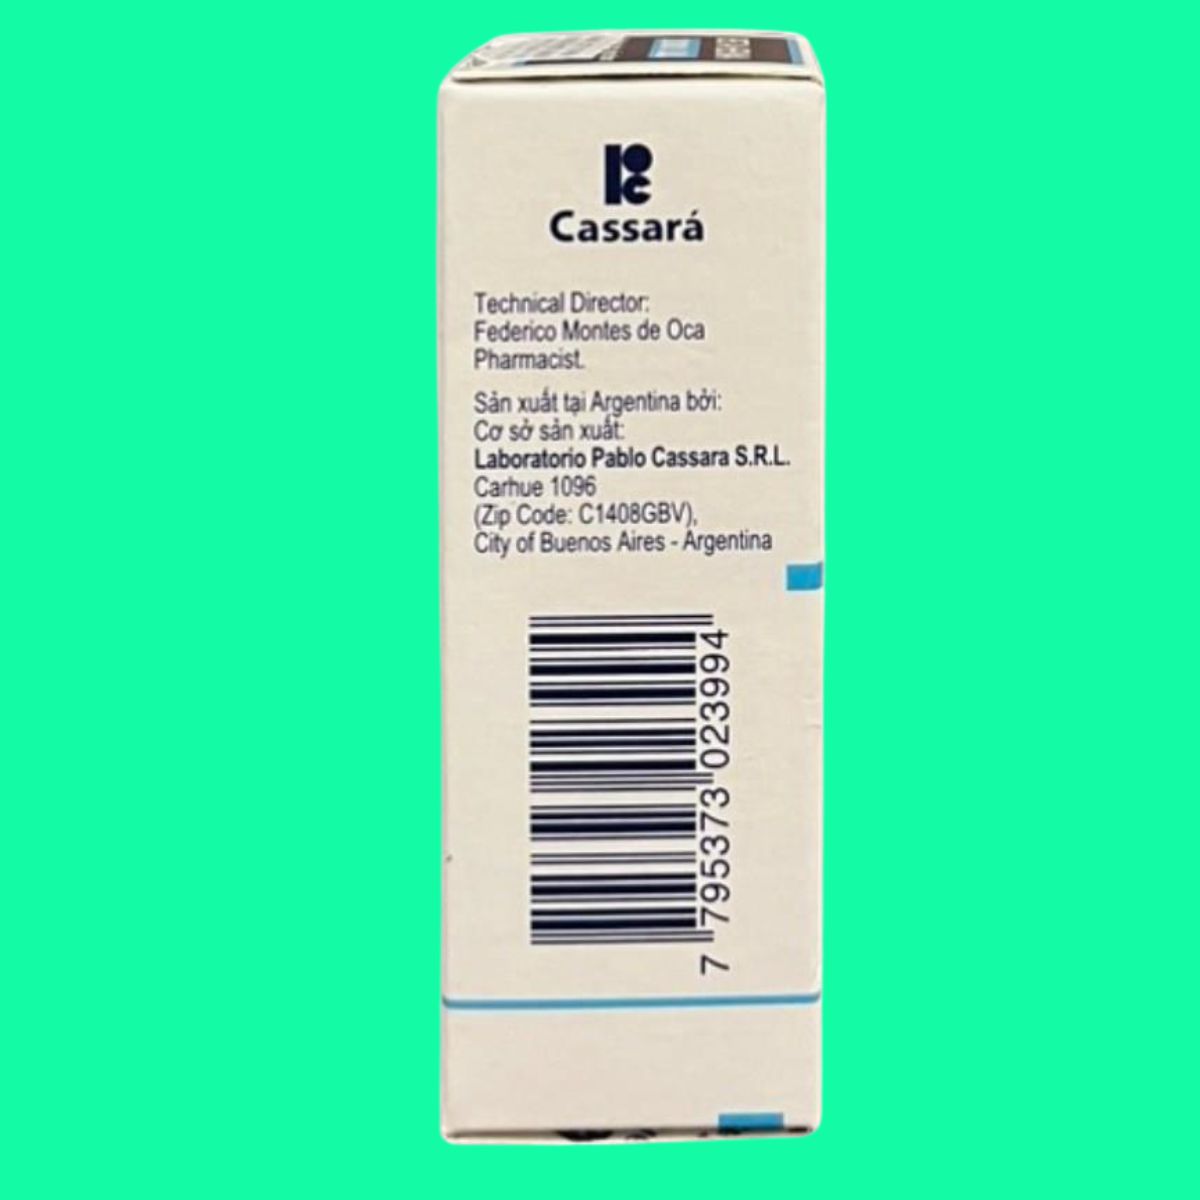 Cassará
Technical Director:
Federico Montes de Oca
Pharmacist.
Sản xuất tại Argentina bởi:
Cơ sở sản xuất:
Laboratorio Pablo Cassara S.R.L.
Carhue 1096
(Zip Code: C1408GBV),
City of Buenos Aires - Argentina
7 795373 023994